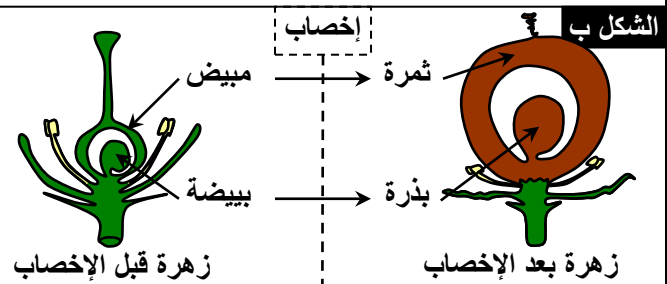 الشكل ب
إخصاب
ثمرة
مبيض
بذرة
بييضة
زهرة بعد الإخصاب
زهرة قبل الإخصاب